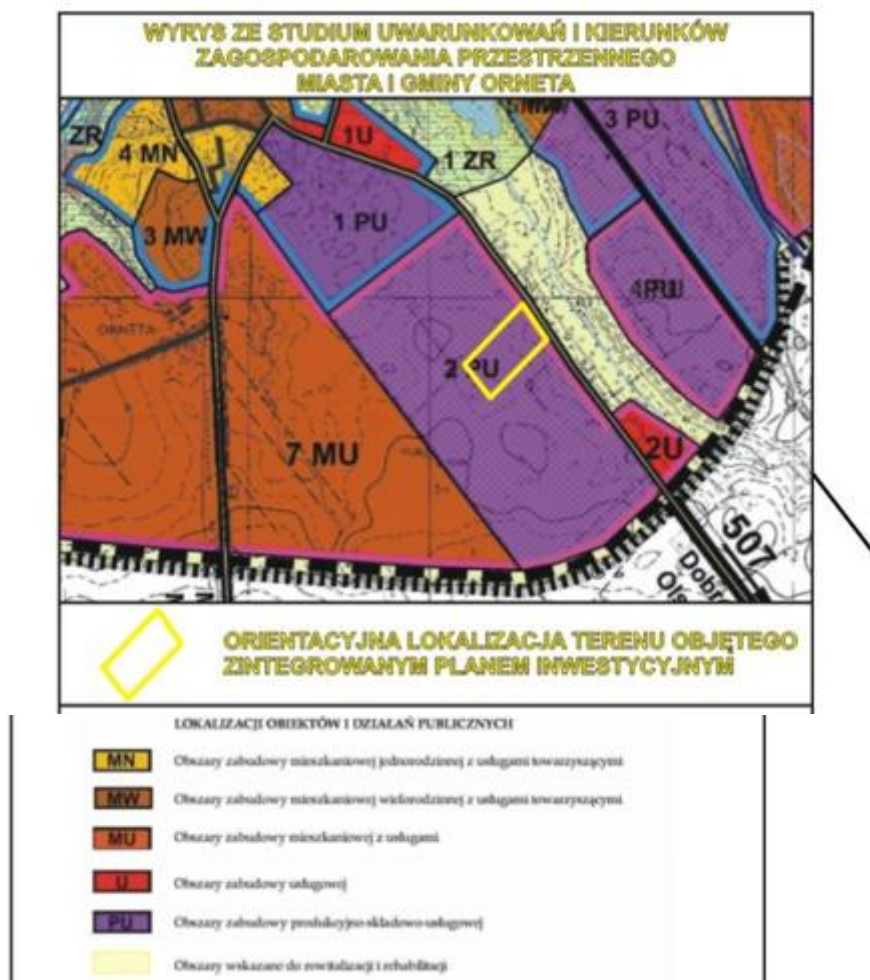 WYRYS ZE STUDIUM UWARUNKOWAŃ I KIERUNKÓW
ZAGOSPODAROWANIA PRZESTRZENNEGO
MIASTA I GMINY ORNETA
ZR
4 MN
1U
1 ZR
3 PU
3 MW
1 PU
ORNETA
2 PU
7 MU
2U
507
ORIENTACYJNA LOKALIZACJA TERENU OBJĘTEGO
ZINTEGROWANYM PLANEM INWESTYCYJNYM
LOKALIZACJI OBIEKTÓW I DZIAŁAŃ PUBLICZNYCH
MN Obszary zabudowy mieszkaniowej jednorodzinnej z usługami towarzyszącymi
MW Obszary zabudowy mieszkaniowej wielorodzinnej z usługami towarzyszącymi
MU Obszary zabudowy mieszkaniowej z usługami
U Obszary zabudowy usługowej
PU Obszary zabudowy produkcyjno-składowo-usługowej
Obszary wskazane do rewitalizacji i rehabilitacji